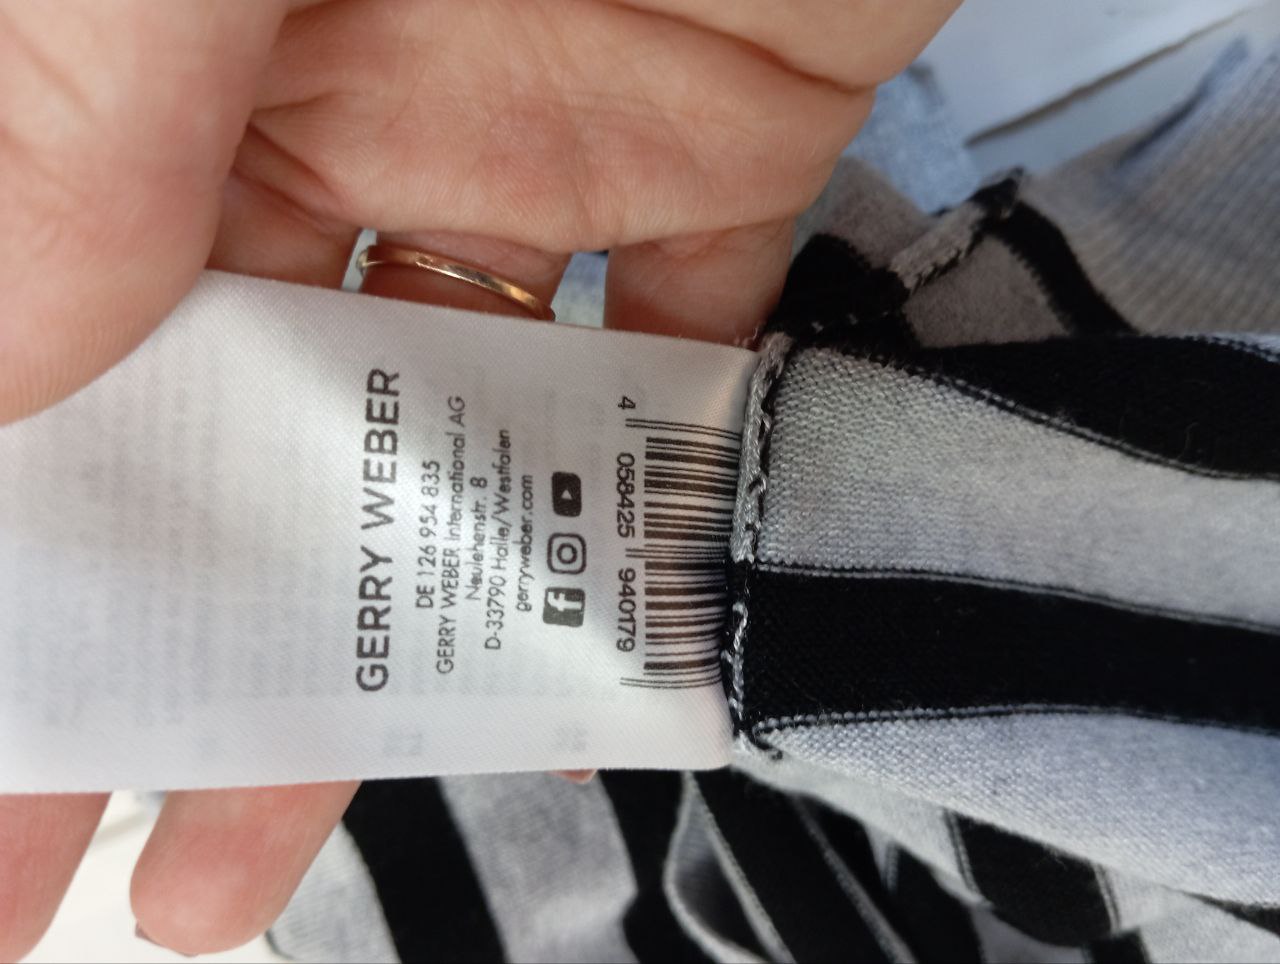 GERRY WEBER
DE 126 954 835
GERRY WEBER International AG
Neulehenstr. 8
D-33790 Halle/Westfalen
gerryweber.com
4 058425 940179